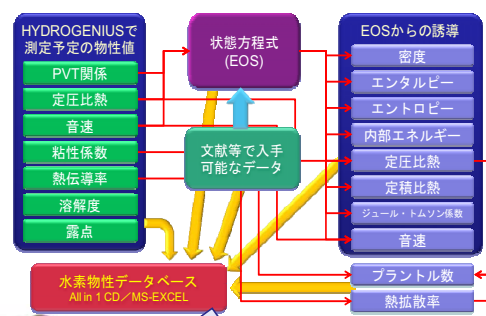 HYDROGENIUSで
測定予定の物性値
PVT関係
定圧比熱
音速
粘性係数
熱伝導率
溶解度
露点
状態方程式
(EOS)
文献等で入手
可能なデータ
EOSからの誘導
密度
エンタルピー
エントロピー
内部エネルギー
定圧比熱
定積比熱
ジュール・トムソン係数
音速
プラントル数
熱拡散率
水素物性データベース
All in 1 CD／MS-EXCEL